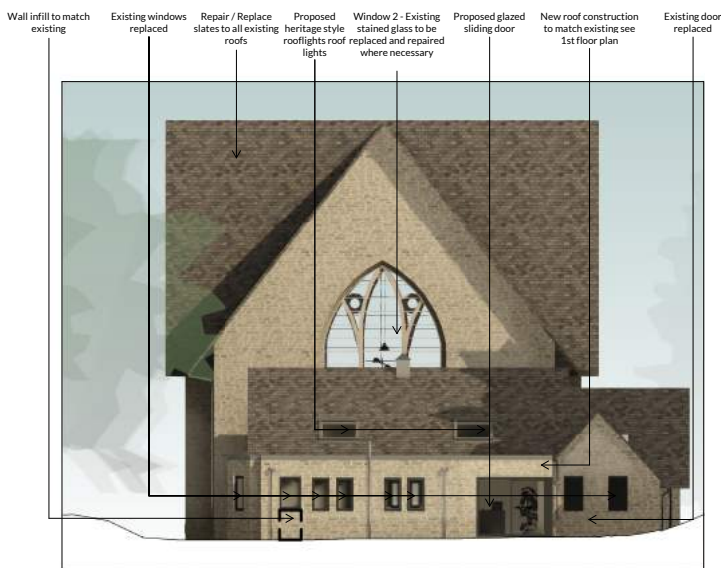 Wall infill to match
existing
Existing windows
replaced
Repair / Replace
slates to all existing
roofs
Proposed
heritage style
rooflights roof
lights
Window 2 - Existing
stained glass to be
replaced and repaired
where necessary
Proposed glazed
sliding door
New roof construction
to match existing see
1st floor plan
Existing door
replaced